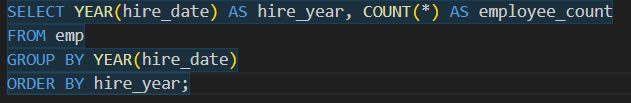 SELECT YEAR(hire_date) AS hire_year, COUNT(*) AS employee_count
FROM emp
GROUP BY YEAR(hire_date)
ORDER BY hire_year;